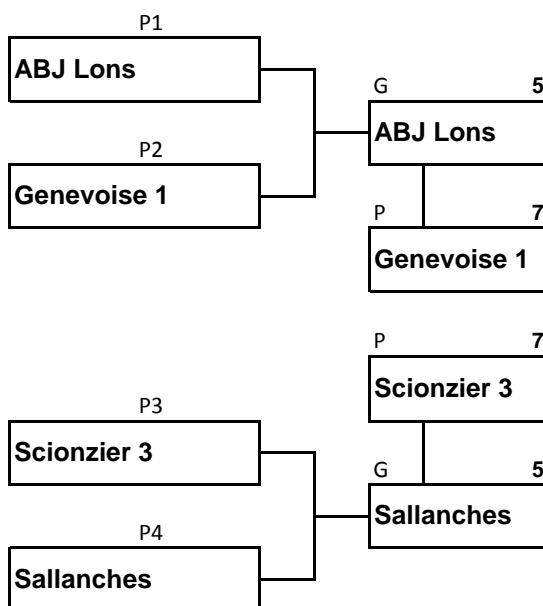 P1
ABJ Lons
G 5
ABJ Lons
P2
Genevoise 1
P 7
Genevoise 1
P 7
Scionzier 3
P3
Scionzier 3
G 5
Sallanches
P4
Sallanches